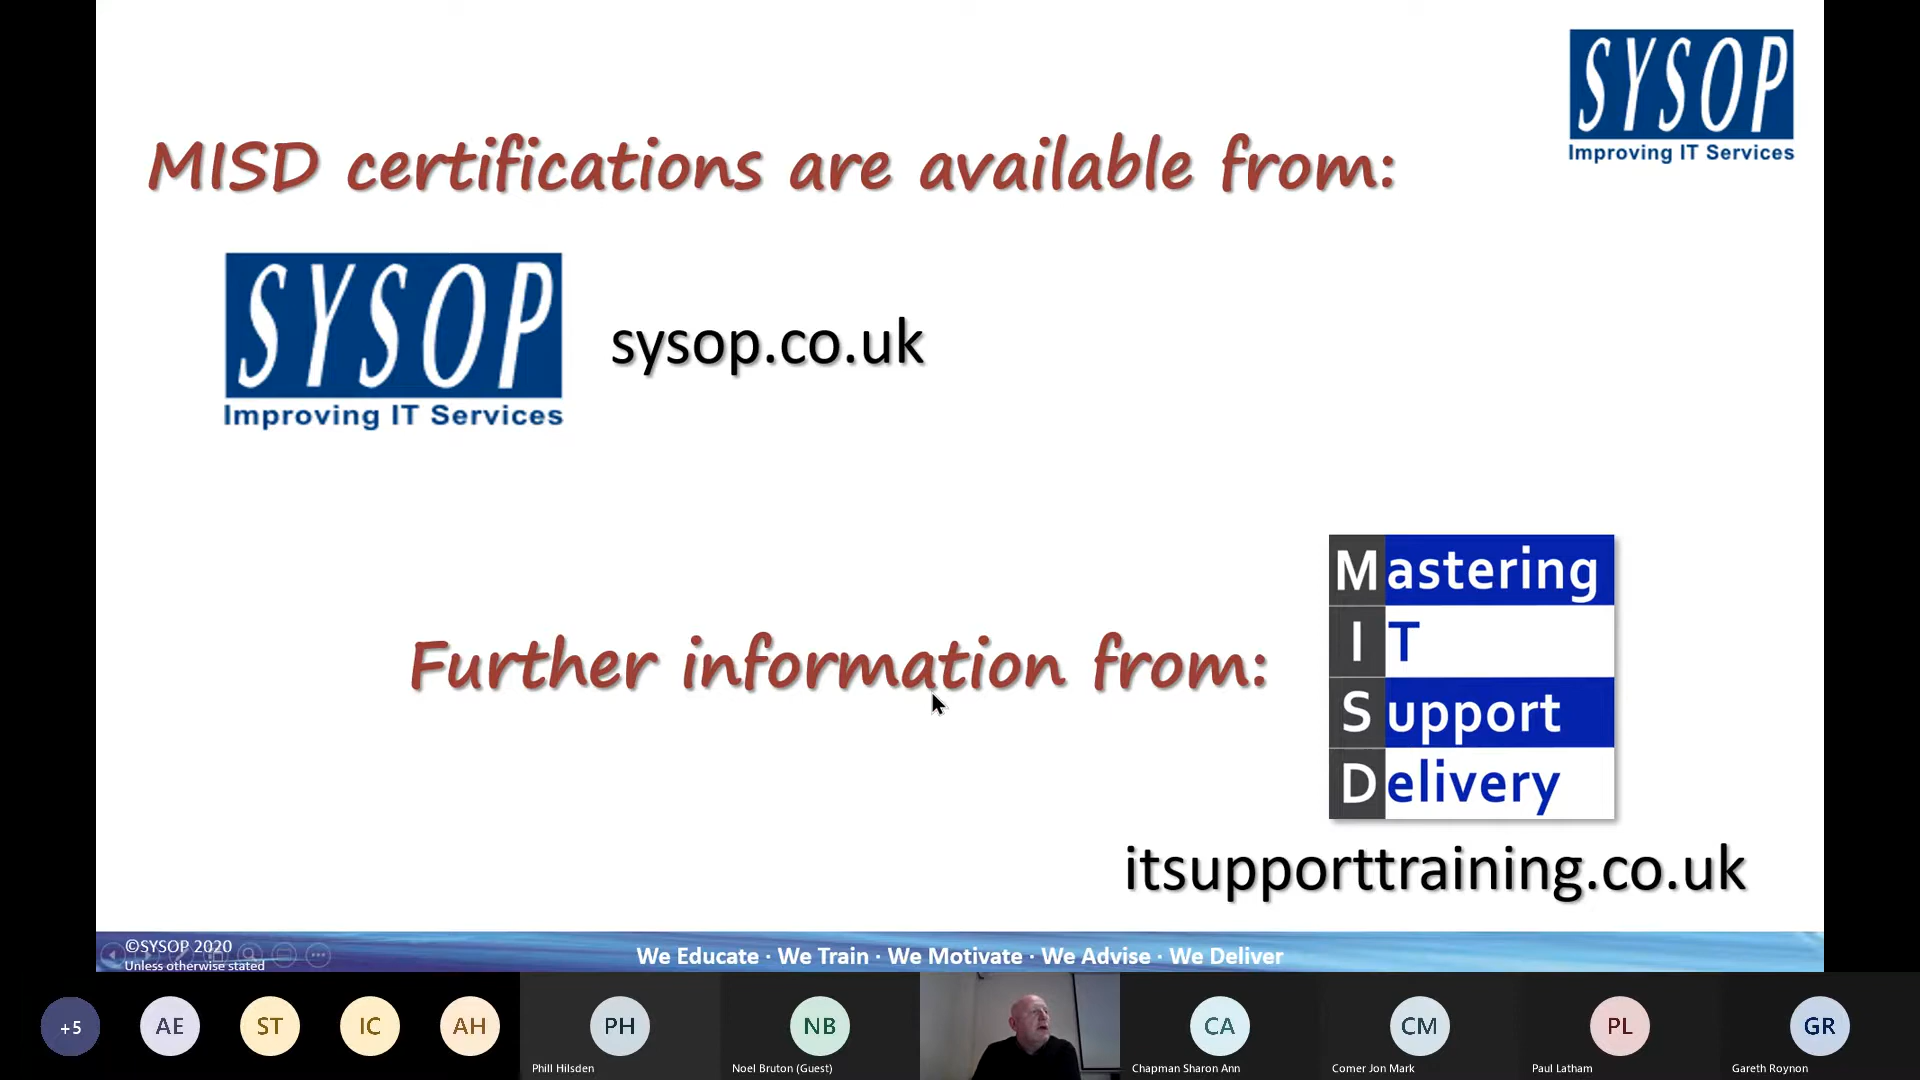 SYSOP
Improving IT Services
MISD certifications are available from:
SYSOP
Improving IT Services
sysop.co.uk
Mastering
IT
Support
Delivery
Further information from:
itsupporttraining.co.uk
©SYSOP 2020
Unless otherwise stated
We Educate · We Train · We Motivate · We Advise · We Deliver
+5
AE
ST
IC
AH
PH
NB
CA
CM
PL
GR
Phill Hilsden
Noel Bruton (Guest)
Chapman Sharon Ann
Comer Jon Mark
Paul Latham
Gareth Roynon